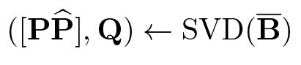 ([𝐏𝐏̂], 𝐐) ← SVD(𝐁̅)